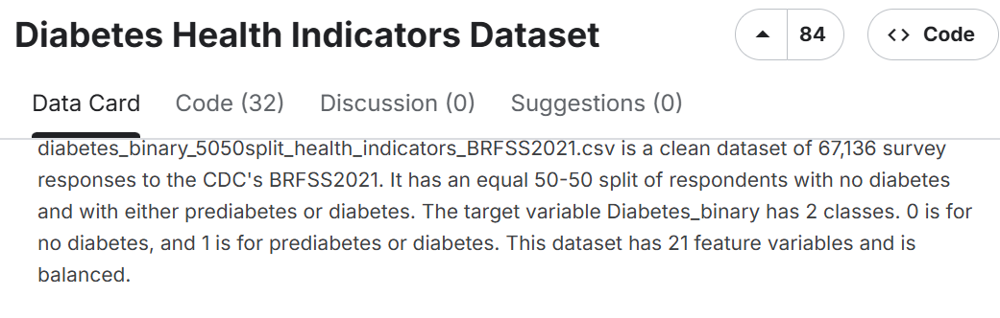 Diabetes Health Indicators Dataset
84
Code
Data Card
Code (32)
Discussion (0)
Suggestions (0)
diabetes_binary_5050split_health_indicators_BRFSS2021.csv is a clean dataset of 67,136 survey
responses to the CDC's BRFSS2021. It has an equal 50-50 split of respondents with no diabetes
and with either prediabetes or diabetes. The target variable Diabetes_binary has 2 classes. 0 is for
no diabetes, and 1 is for prediabetes or diabetes. This dataset has 21 feature variables and is
balanced.